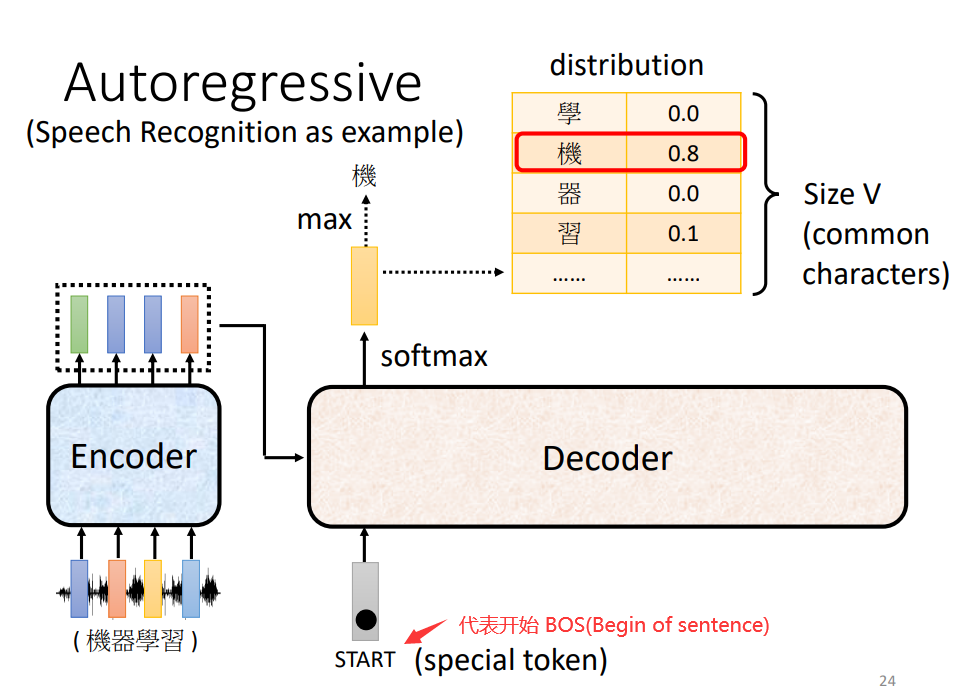 Autoregressive
(Speech Recognition as example)
distribution
學 0.0
機 0.8
器 0.0
習 0.1
…… ……
Size V
(common
characters)
機
max
softmax
Encoder
Decoder
(機器學習)
START
(special token)
代表开始 BOS(Begin of sentence)
24